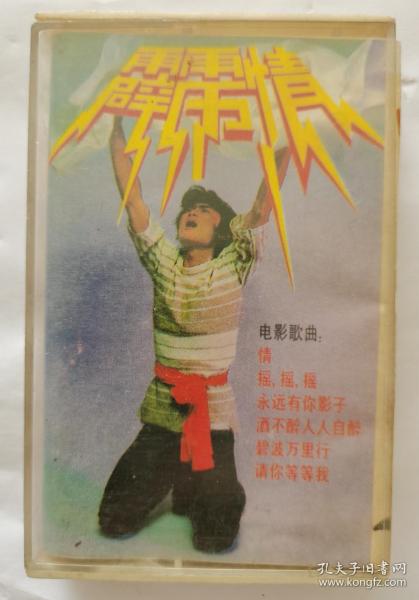 霹雳情
电影歌曲:
情
摇,摇,摇
永远有你影子
酒不醉人人自醉
碧波万里行
请你等等我
孔夫子旧书网
www.kongfz.com